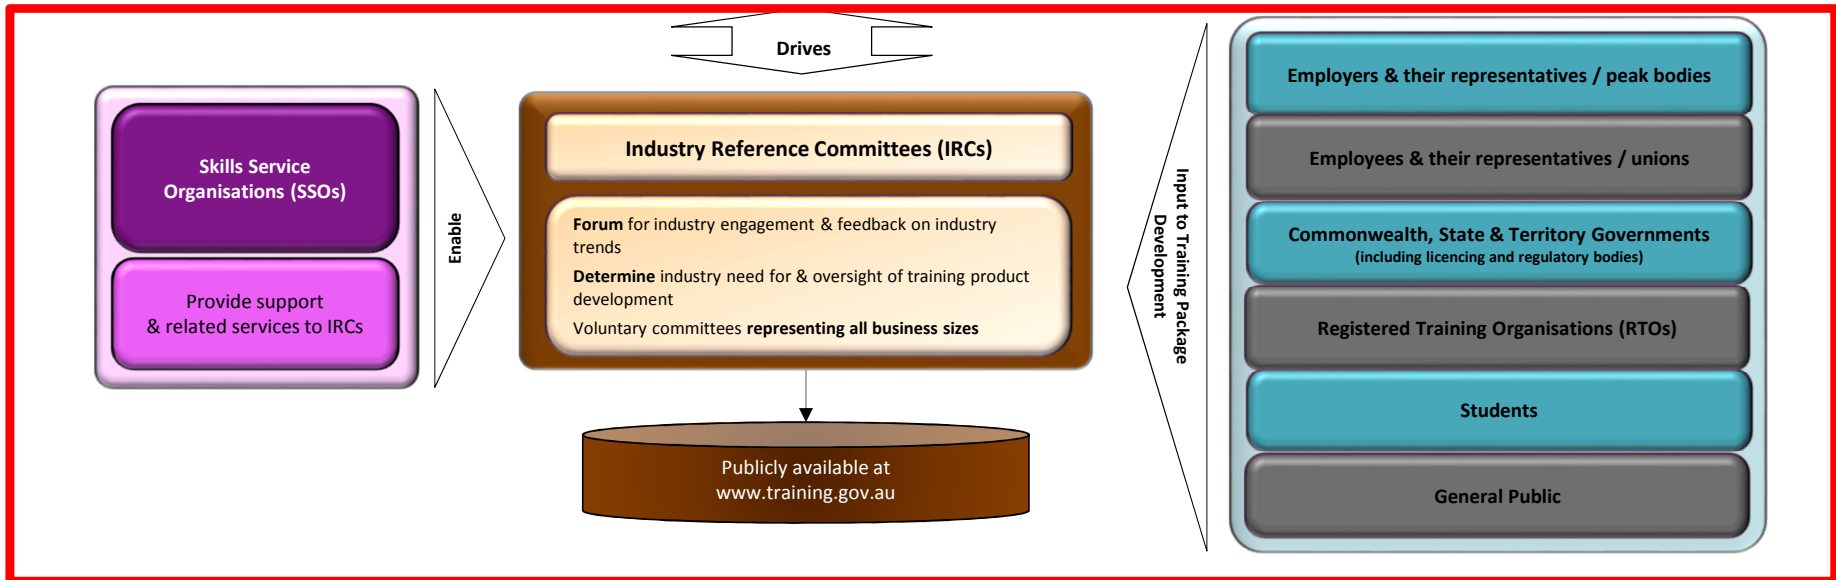 Drives
Skills Service
Organisations (SSOs)
Provide support
& related services to IRCs
Enable
Industry Reference Committees (IRCs)
Forum for industry engagement & feedback on industry
trends
Determine industry need for & oversight of training product
development
Voluntary committees representing all business sizes
Publicly available at
www.training.gov.au
Input to Training Package
Development
Employers & their representatives / peak bodies
Employees & their representatives / unions
Commonwealth, State & Territory Governments
(including licencing and regulatory bodies)
Registered Training Organisations (RTOs)
Students
General Public